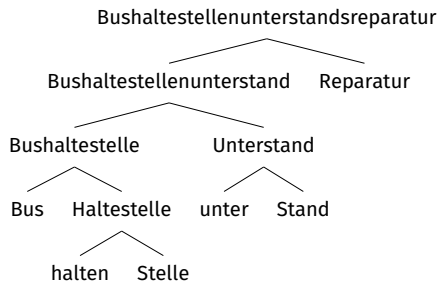 Bushaltestellenunterstandsreparatur
Bushaltestellenunterstand Reparatur
Bushaltestelle Unterstand
Bus Haltestelle unter Stand
halten Stelle